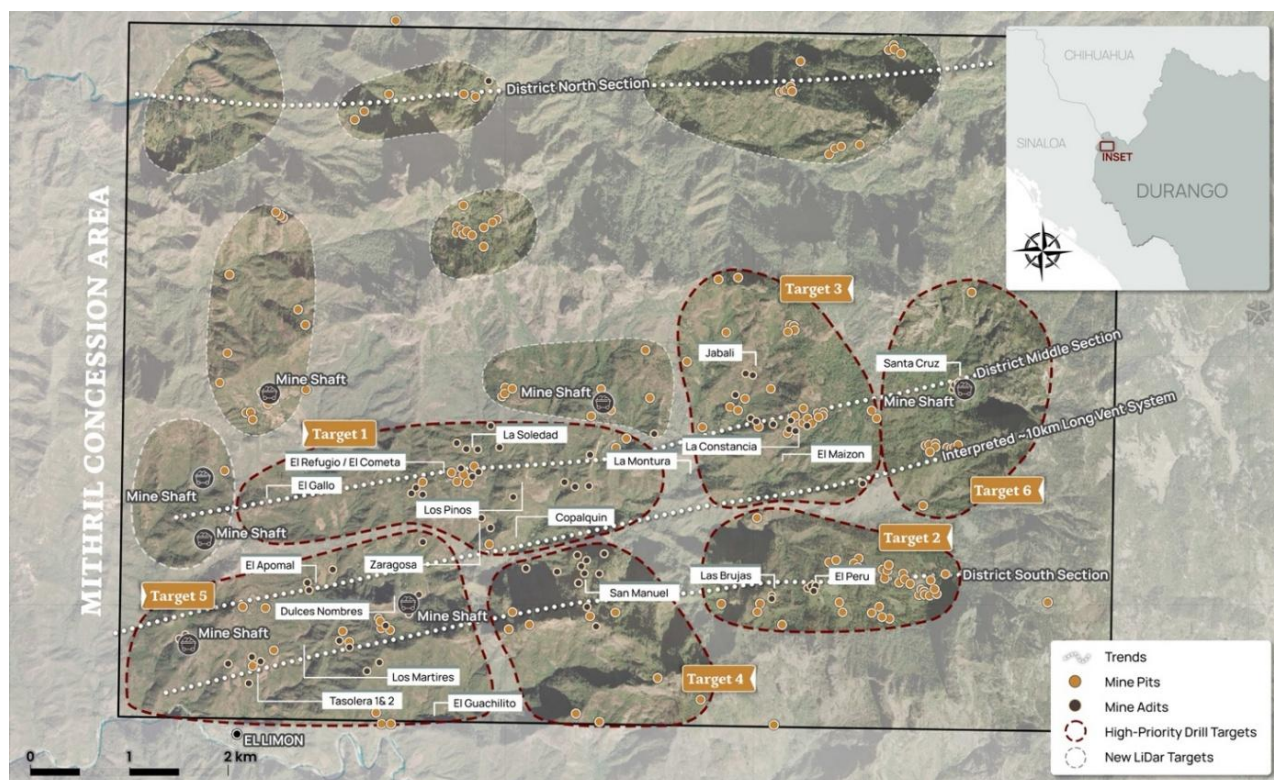 District North Section
CHIHUAHUA
SINALOA
INSET
DURANGO
MITHRIL CONCESSION AREA
Target 3
Jabali
Santa Cruz
District Middle Section
Mine Shaft
Mine Shaft
Mine Shaft
Interpreted ~10km Long Vent System
Target 1
La Soledad
La Constancia
El Maizon
El Refugio / El Cometa
La Montura
El Gallo
Target 6
Mine Shaft
Los Pinos
Copalquin
Mine Shaft
Target 2
El Apomal
Zaragosa
Las Brujas
El Peru
District South Section
Target 5
San Manuel
Dulces Nombres
Mine Shaft
Mine Shaft
Los Martires
Target 4
Tasolera 1& 2
El Guachilito
EL LIMON
0 1 2 km
Trends
Mine Pits
Mine Adits
High-Priority Drill Targets
New LiDar Targets